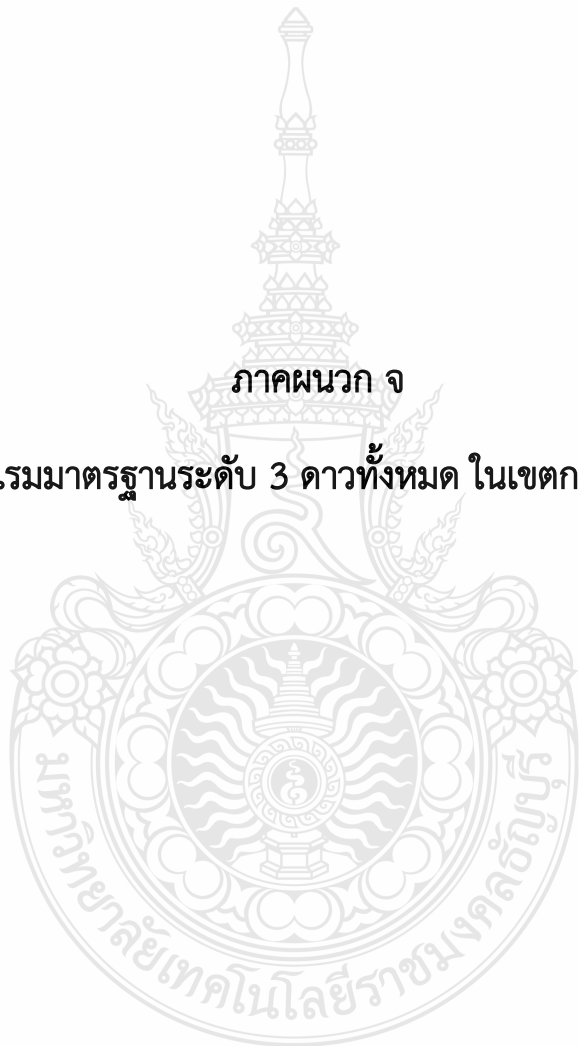 ภาคผนวก จ
รมมาตรฐานระดับ 3 ดาวทั้งหมด ในเขตก
มหาวิทยาลัยเทคโนโลยีราชมงคลธัญบุรี